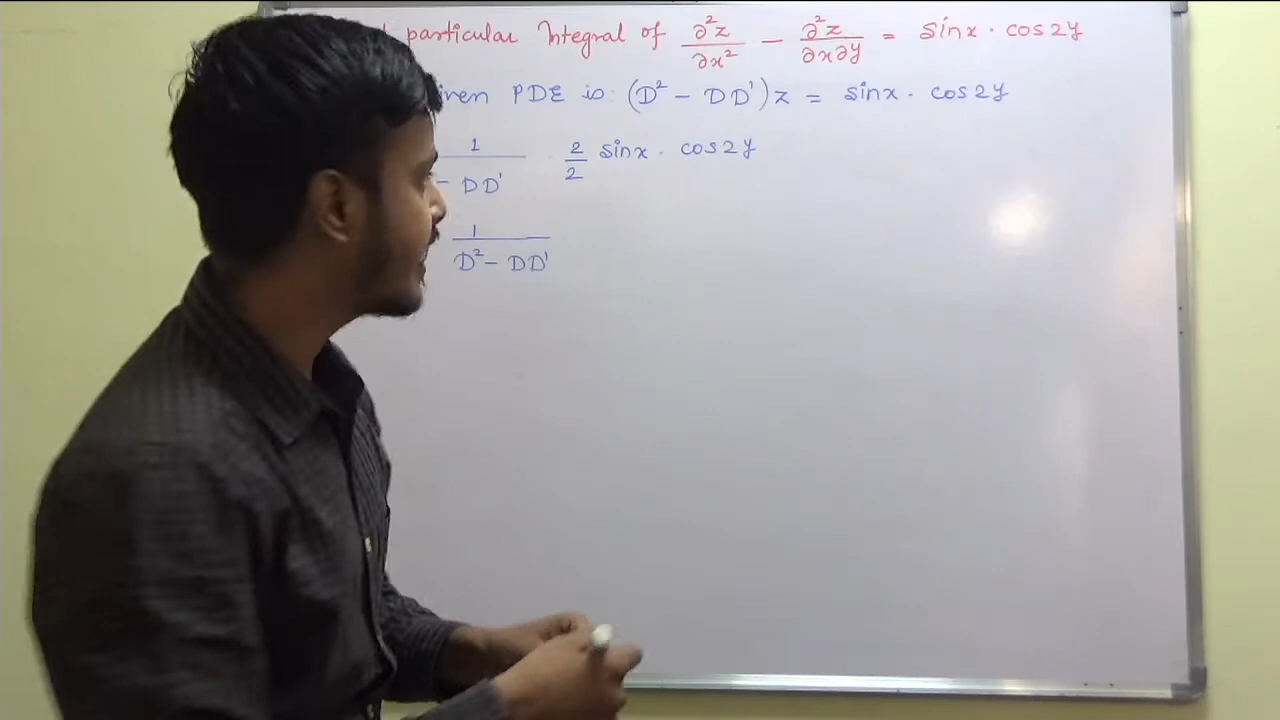 particular Integral of ∂²z/∂x² − ∂²z/∂x∂y = sinx · cos2y
PDE is: (D² − DD')z = sinx · cos2y
1/− DD' · 2/2 sinx · cos2y
1/D² − DD'